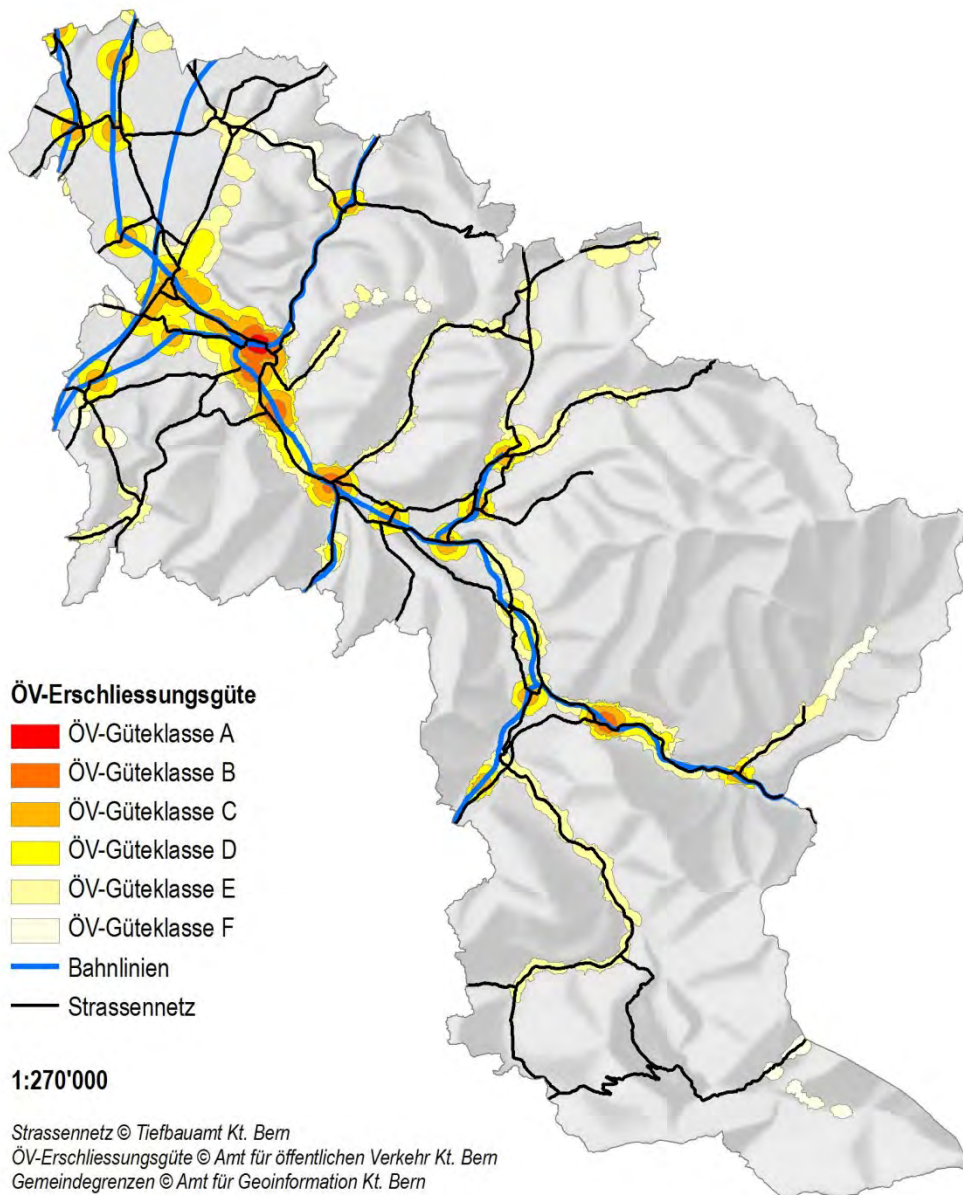 ÖV-Erschliessungsgüte
ÖV-Güteklasse A
ÖV-Güteklasse B
ÖV-Güteklasse C
ÖV-Güteklasse D
ÖV-Güteklasse E
ÖV-Güteklasse F
Bahnlinien
Strassennetz
1:270'000
Strassennetz © Tiefbauamt Kt. Bern
ÖV-Erschliessungsgüte © Amt für öffentlichen Verkehr Kt. Bern
Gemeindegrenzen © Amt für Geoinformation Kt. Bern